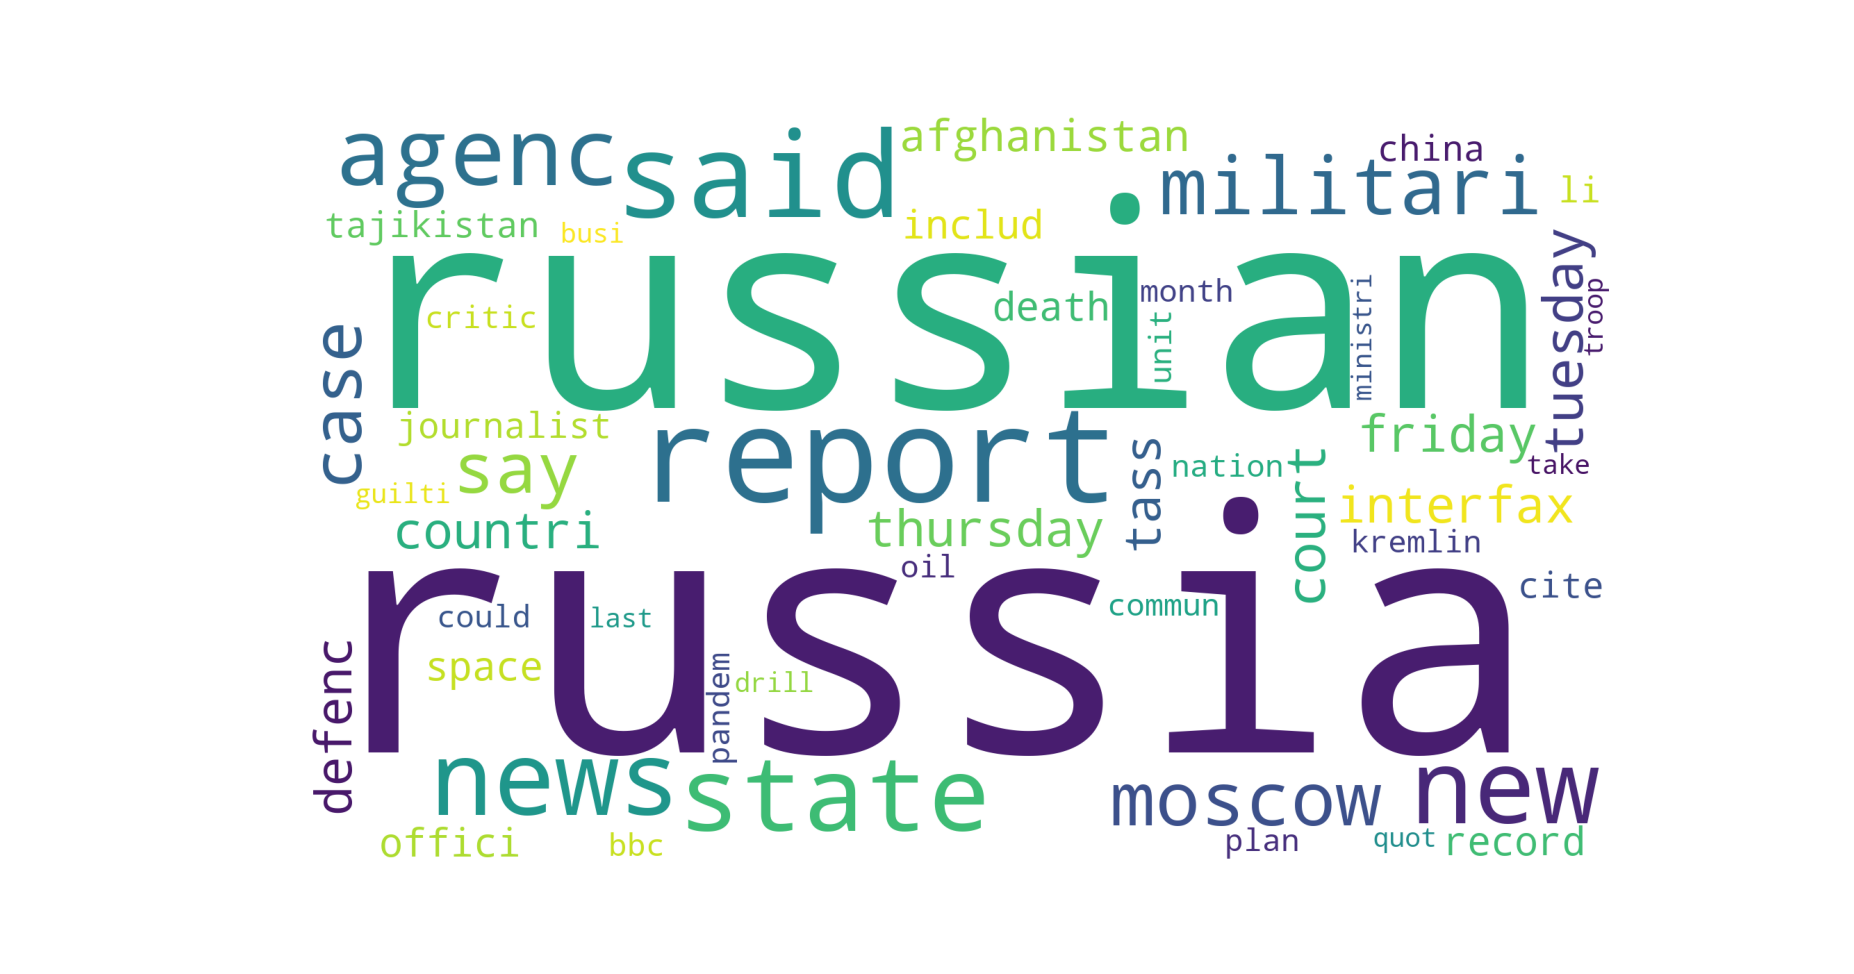 agenc
said
afghanistan
militari
china
li
tajikistan
busi
includ
russian
critic
death
month
unit
ministri
tuesday
troop
case
journalist
say
guilti
countri
report
thursday
tass
nation
court
friday
take
interfax
kremlin
cite
oil
commun
russia
could
last
space
pandem
drill
defenc
news
state
moscow
new
offici
bbc
plan
quot
record